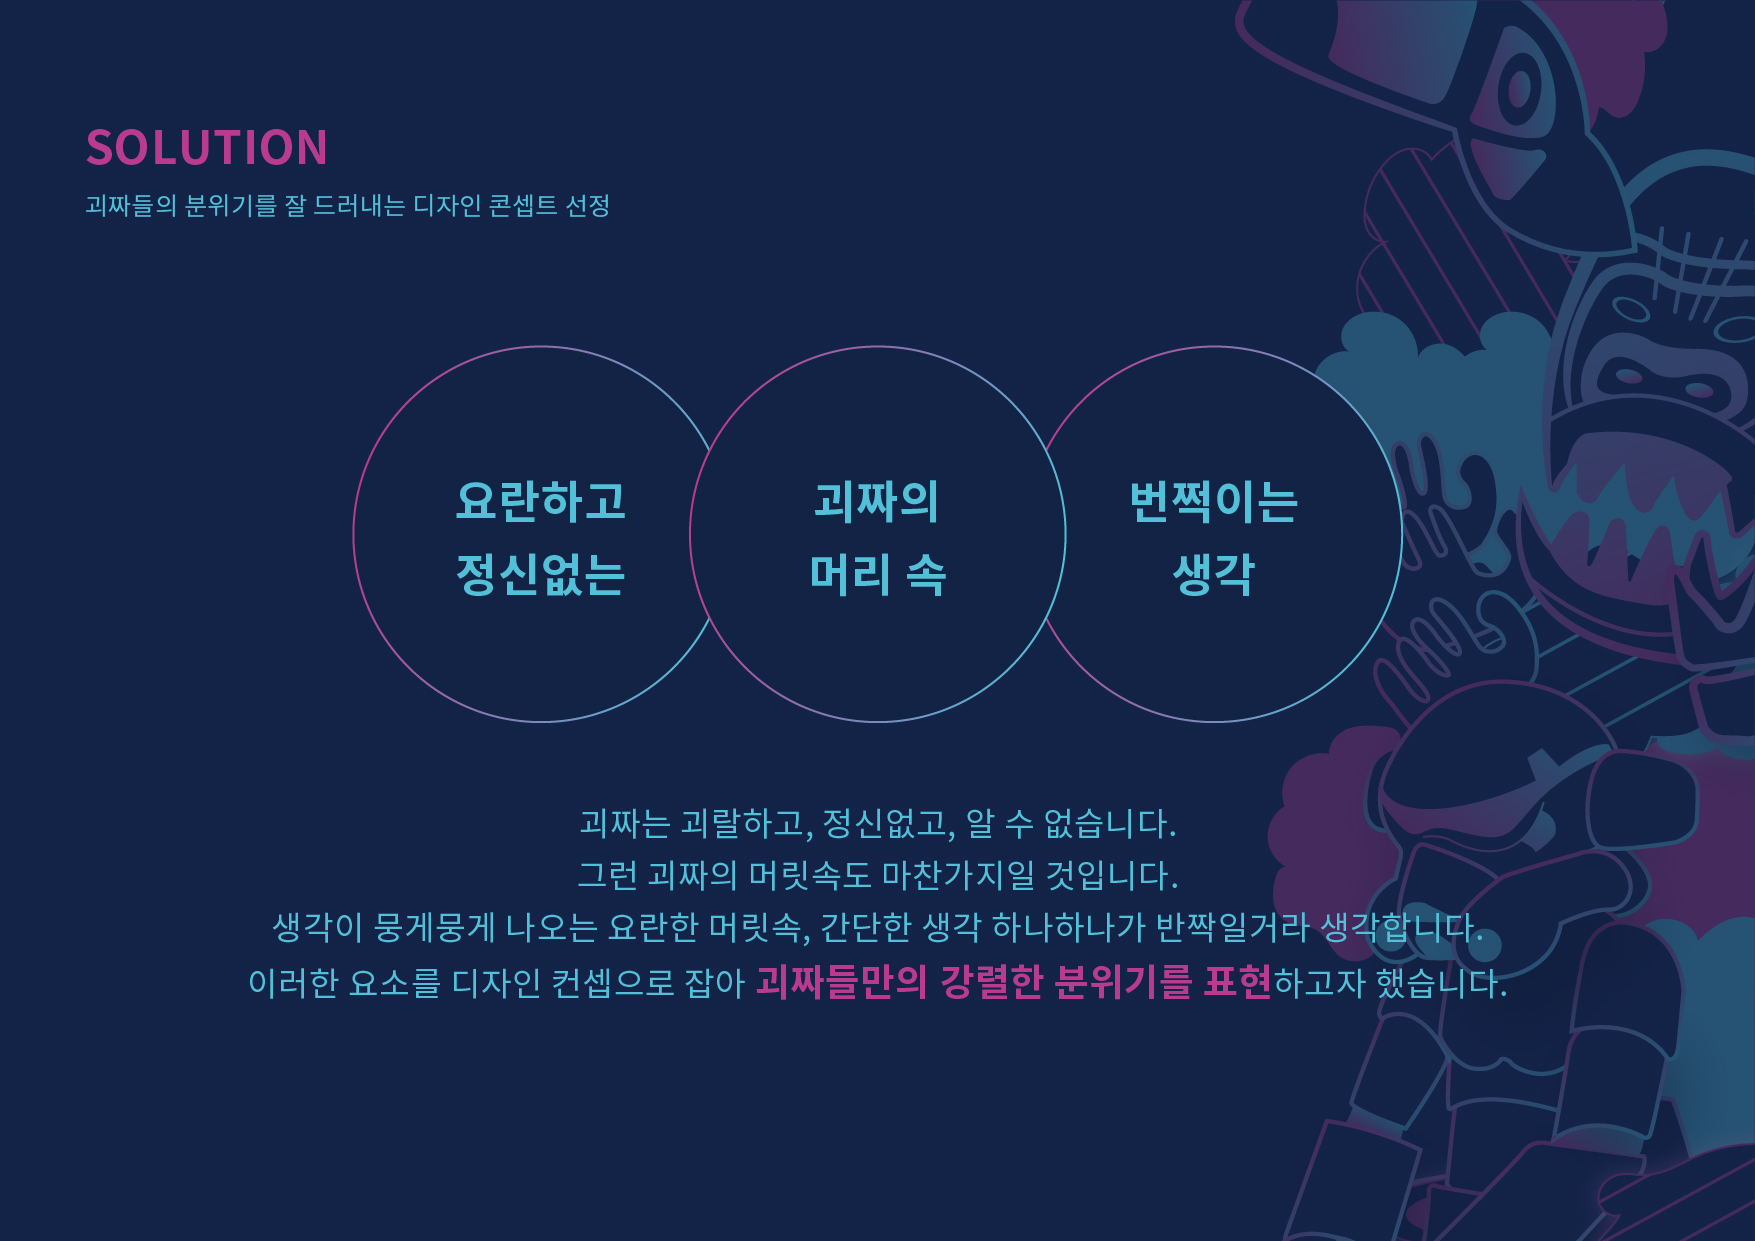 SOLUTION
괴짜들의 분위기를 잘 드러내는 디자인 콘셉트 선정
요란하고
정신없는
괴짜의
머리 속
번쩍이는
생각
괴짜는 괴랄하고, 정신없고, 알 수 없습니다.
그런 괴짜의 머릿속도 마찬가지일 것입니다.
생각이 뭉게뭉게 나오는 요란한 머릿속, 간단한 생각 하나하나가 반짝일거라 생각합니다.
이러한 요소를 디자인 컨셉으로 잡아 괴짜들만의 강렬한 분위기를 표현하고자 했습니다.